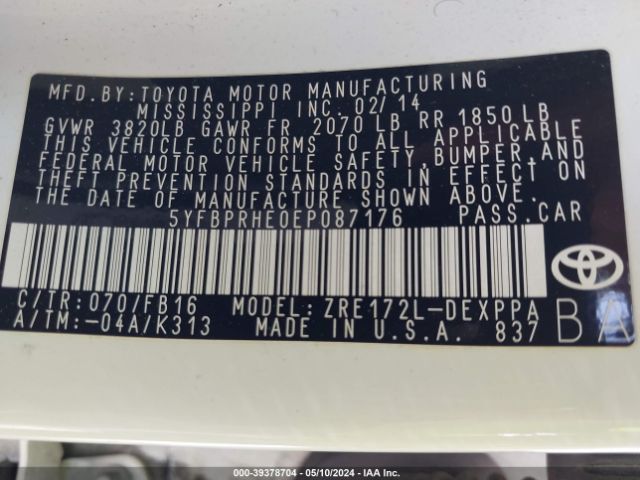 MFD.BY:TOYOTA MOTOR MANUFACTURING
MISSISSIPPI INC. 02/14
GVWR 3820LB GAWR FR 2070 LB RR 1850 LB
THIS VEHICLE CONFORMS TO ALL APPLICABLE
FEDERAL MOTOR VEHICLE SAFETY,BUMPER,AND
THEFT PREVENTION STANDARDS IN EFFECT ON
THE DATE OF MANUFACTURE SHOWN ABOVE.
5YFBPRHE0EP087176 PASS.CAR
C/TR:070/FB16 MODEL:ZRE172L-DEXPPA
A/TM:-04A/K313 MADE IN U.S.A. 837
BA
000-39378704 - 05/10/2024 - IAA Inc.